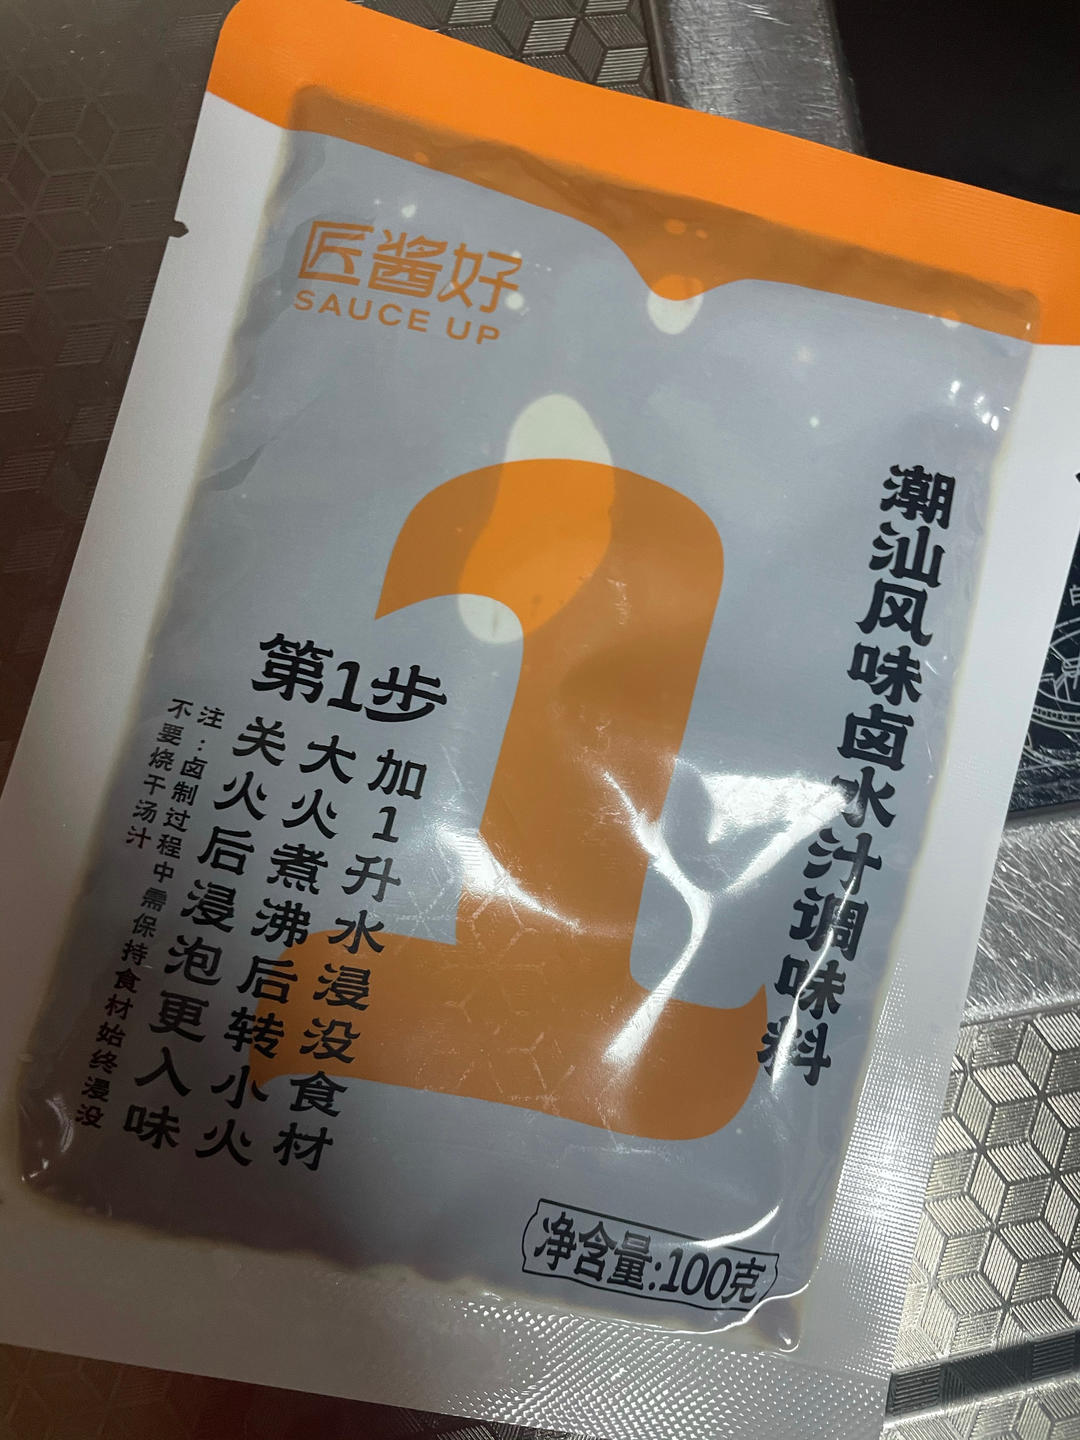 匠酱好
SAUCE UP
潮汕风味卤水汁调味料
第1步
加1升水浸没食材
大火煮沸后转小火
关火后浸泡更入味
注：卤制过程中需保持食材始终浸没
不要烧干汤汁
净含量:100克